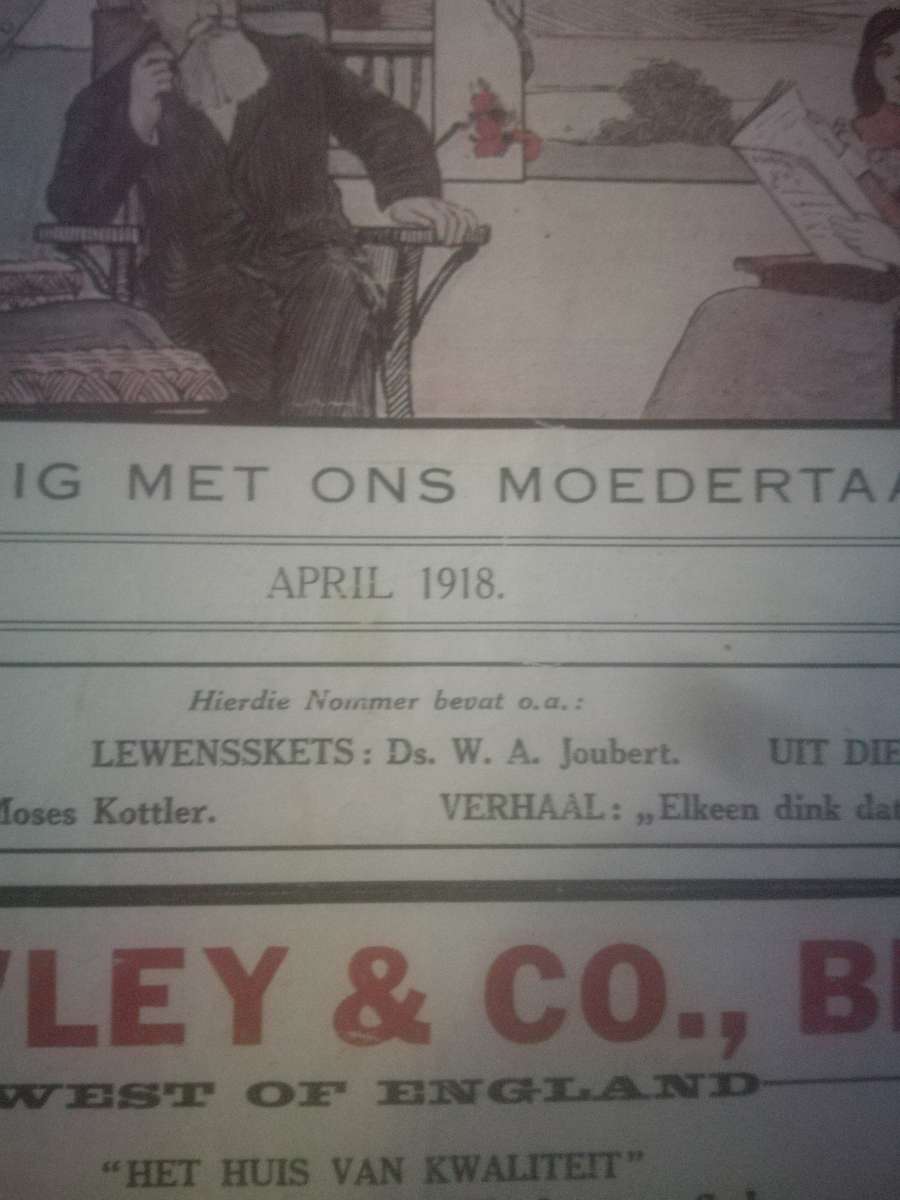 IG MET ONS MOEDERTAA
APRIL 1918.
Hierdie Nommer bevat o.a.:
LEWENSSKETS: Ds. W. A. Joubert. UIT DIE
Moses Kottler. VERHAAL: „Elkeen dink dat
LEY & CO., B
WEST OF ENGLAND
"HET HUIS VAN KWALITEIT"